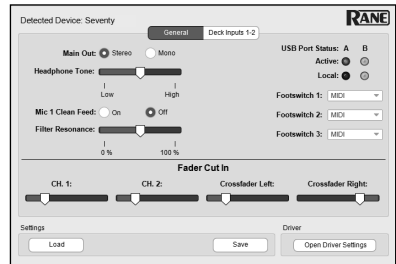 Detected Device: Seventy
RANE
General
Deck Inputs 1-2
Main Out: Stereo Mono
Headphone Tone:
Low High
Mic 1 Clean Feed: On Off
Filter Resonance:
0 % 100 %
USB Port Status: A B
Active:
Local:
Footswitch 1: MIDI
Footswitch 2: MIDI
Footswitch 3: MIDI
Fader Cut In
CH. 1: CH. 2: Crossfader Left: Crossfader Right:
Settings
Load
Save
Driver
Open Driver Settings